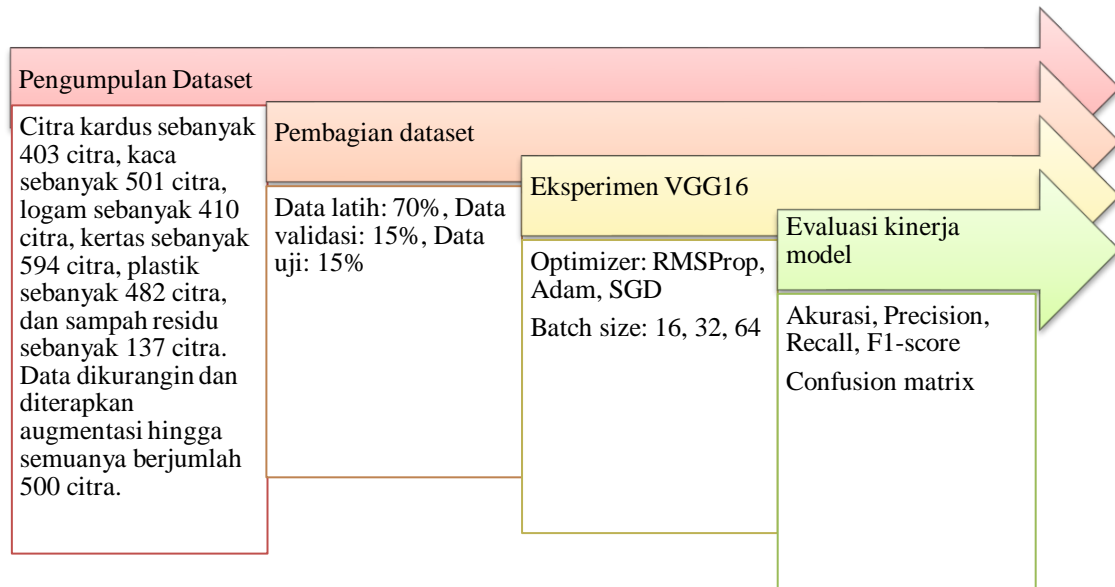 Pengumpulan Dataset
Citra kardus sebanyak
403 citra, kaca
sebanyak 501 citra,
logam sebanyak 410
citra, kertas sebanyak
594 citra, plastik
sebanyak 482 citra,
dan sampah residu
sebanyak 137 citra.
Data dikurangin dan
diterapkan
augmentasi hingga
semuanya berjumlah
500 citra.
Pembagian dataset
Data latih: 70%, Data
validasi: 15%, Data
uji: 15%
Eksperimen VGG16
Optimizer: RMSProp,
Adam, SGD
Batch size: 16, 32, 64
Evaluasi kinerja
model
Akurasi, Precision,
Recall, F1-score
Confusion matrix